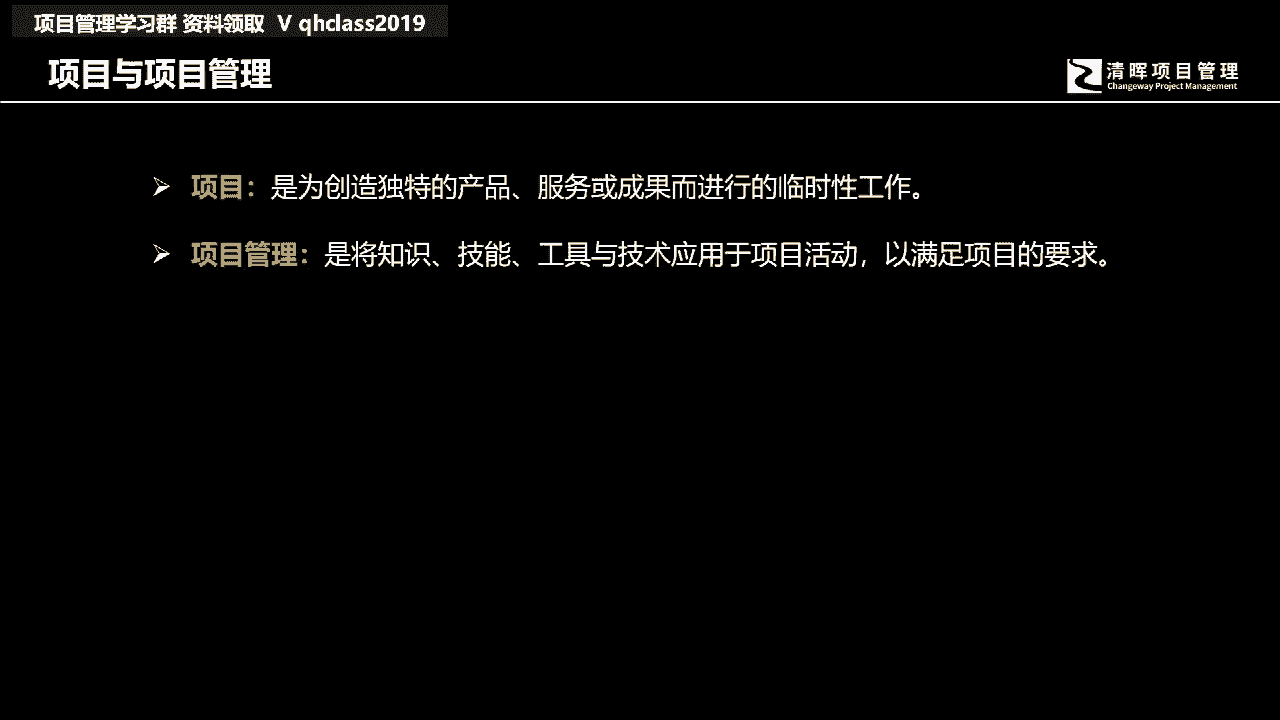 项目管理学习群 资料领取 V qhclass2019
项目与项目管理
清晖项目管理
Changeway Project Management
项目：是为创造独特的产品、服务或成果而进行的临时性工作。
项目管理：是将知识、技能、工具与技术应用于项目活动，以满足项目的要求。